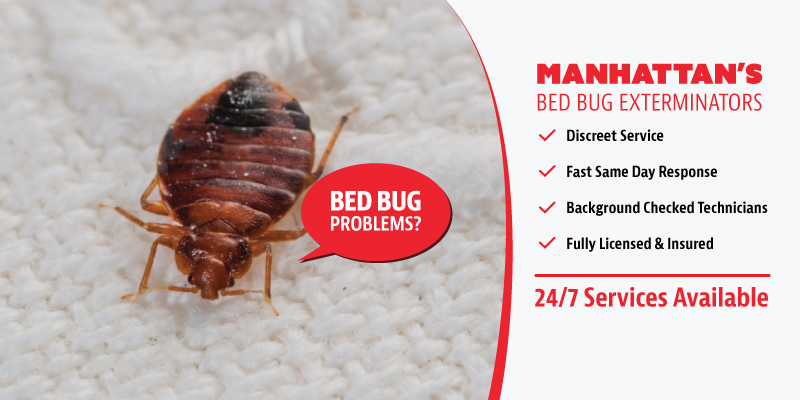 BED BUG
PROBLEMS?
MANHATTAN'S
BED BUG EXTERMINATORS
Discreet Service
Fast Same Day Response
Background Checked Technicians
Fully Licensed & Insured
24/7 Services Available